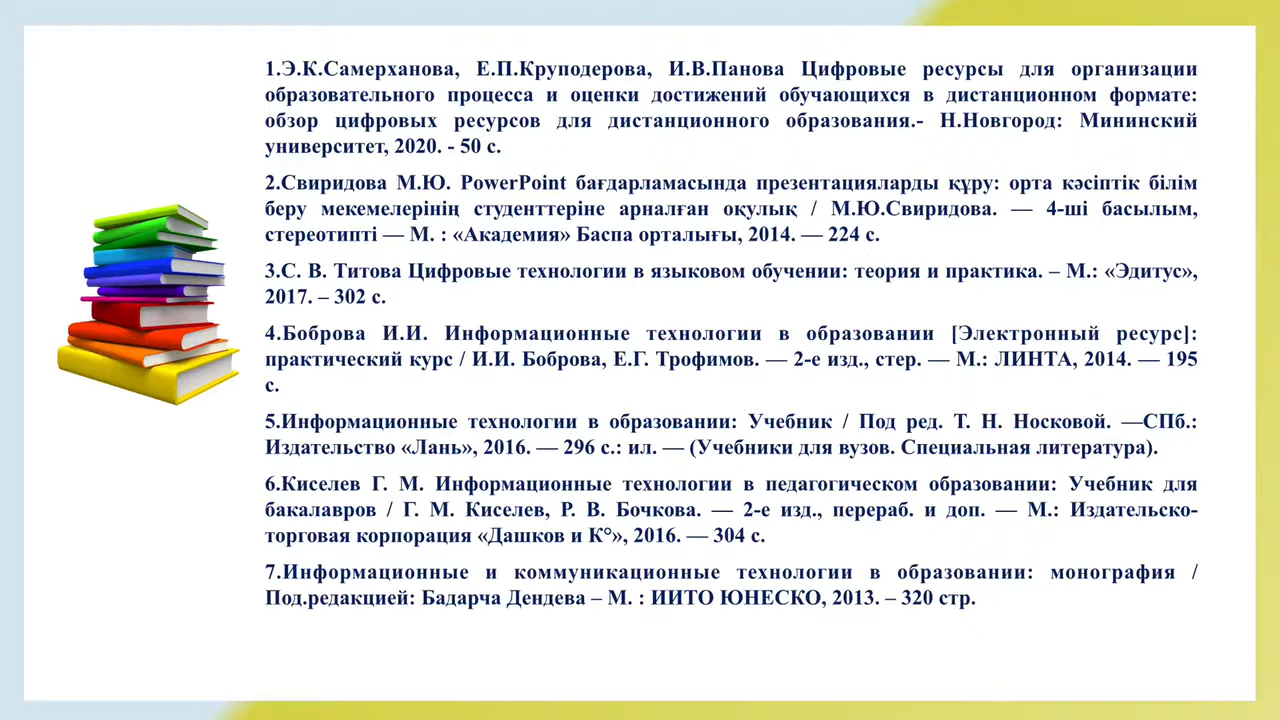 1.Э.К.Самерханова, Е.П.Круподерова, И.В.Панова Цифровые ресурсы для организации
образовательного процесса и оценки достижений обучающихся в дистанционном формате:
обзор цифровых ресурсов для дистанционного образования.- Н.Новгород: Мининский
университет, 2020. - 50 с.
2.Свиридова М.Ю. PowerPoint бағдарламасында презентацияларды құру: орта кәсіптік білім
беру мекемелерінің студенттеріне арналған оқулық / М.Ю.Свиридова. — 4-ші басылым,
стереотипті — М. : «Академия» Баспа орталығы, 2014. — 224 с.
3.С. В. Титова Цифровые технологии в языковом обучении: теория и практика. – М.: «Эдитус»,
2017. – 302 с.
4.Боброва И.И. Информационные технологии в образовании [Электронный ресурс]:
практический курс / И.И. Боброва, Е.Г. Трофимов. — 2-е изд., стер. — М.: ЛИНТА, 2014. — 195
с.
5.Информационные технологии в образовании: Учебник / Под ред. Т. Н. Носковой. —СПб.:
Издательство «Лань», 2016. — 296 с.: ил. — (Учебники для вузов. Специальная литература).
6.Киселев Г. М. Информационные технологии в педагогическом образовании: Учебник для
бакалавров / Г. М. Киселев, Р. В. Бочкова. — 2-е изд., перераб. и доп. — М.: Издательско-
торговая корпорация «Дашков и К°», 2016. — 304 с.
7.Информационные и коммуникационные технологии в образовании: монография /
Под.редакцией: Бадарча Дендева – М. : ИИТО ЮНЕСКО, 2013. – 320 стр.